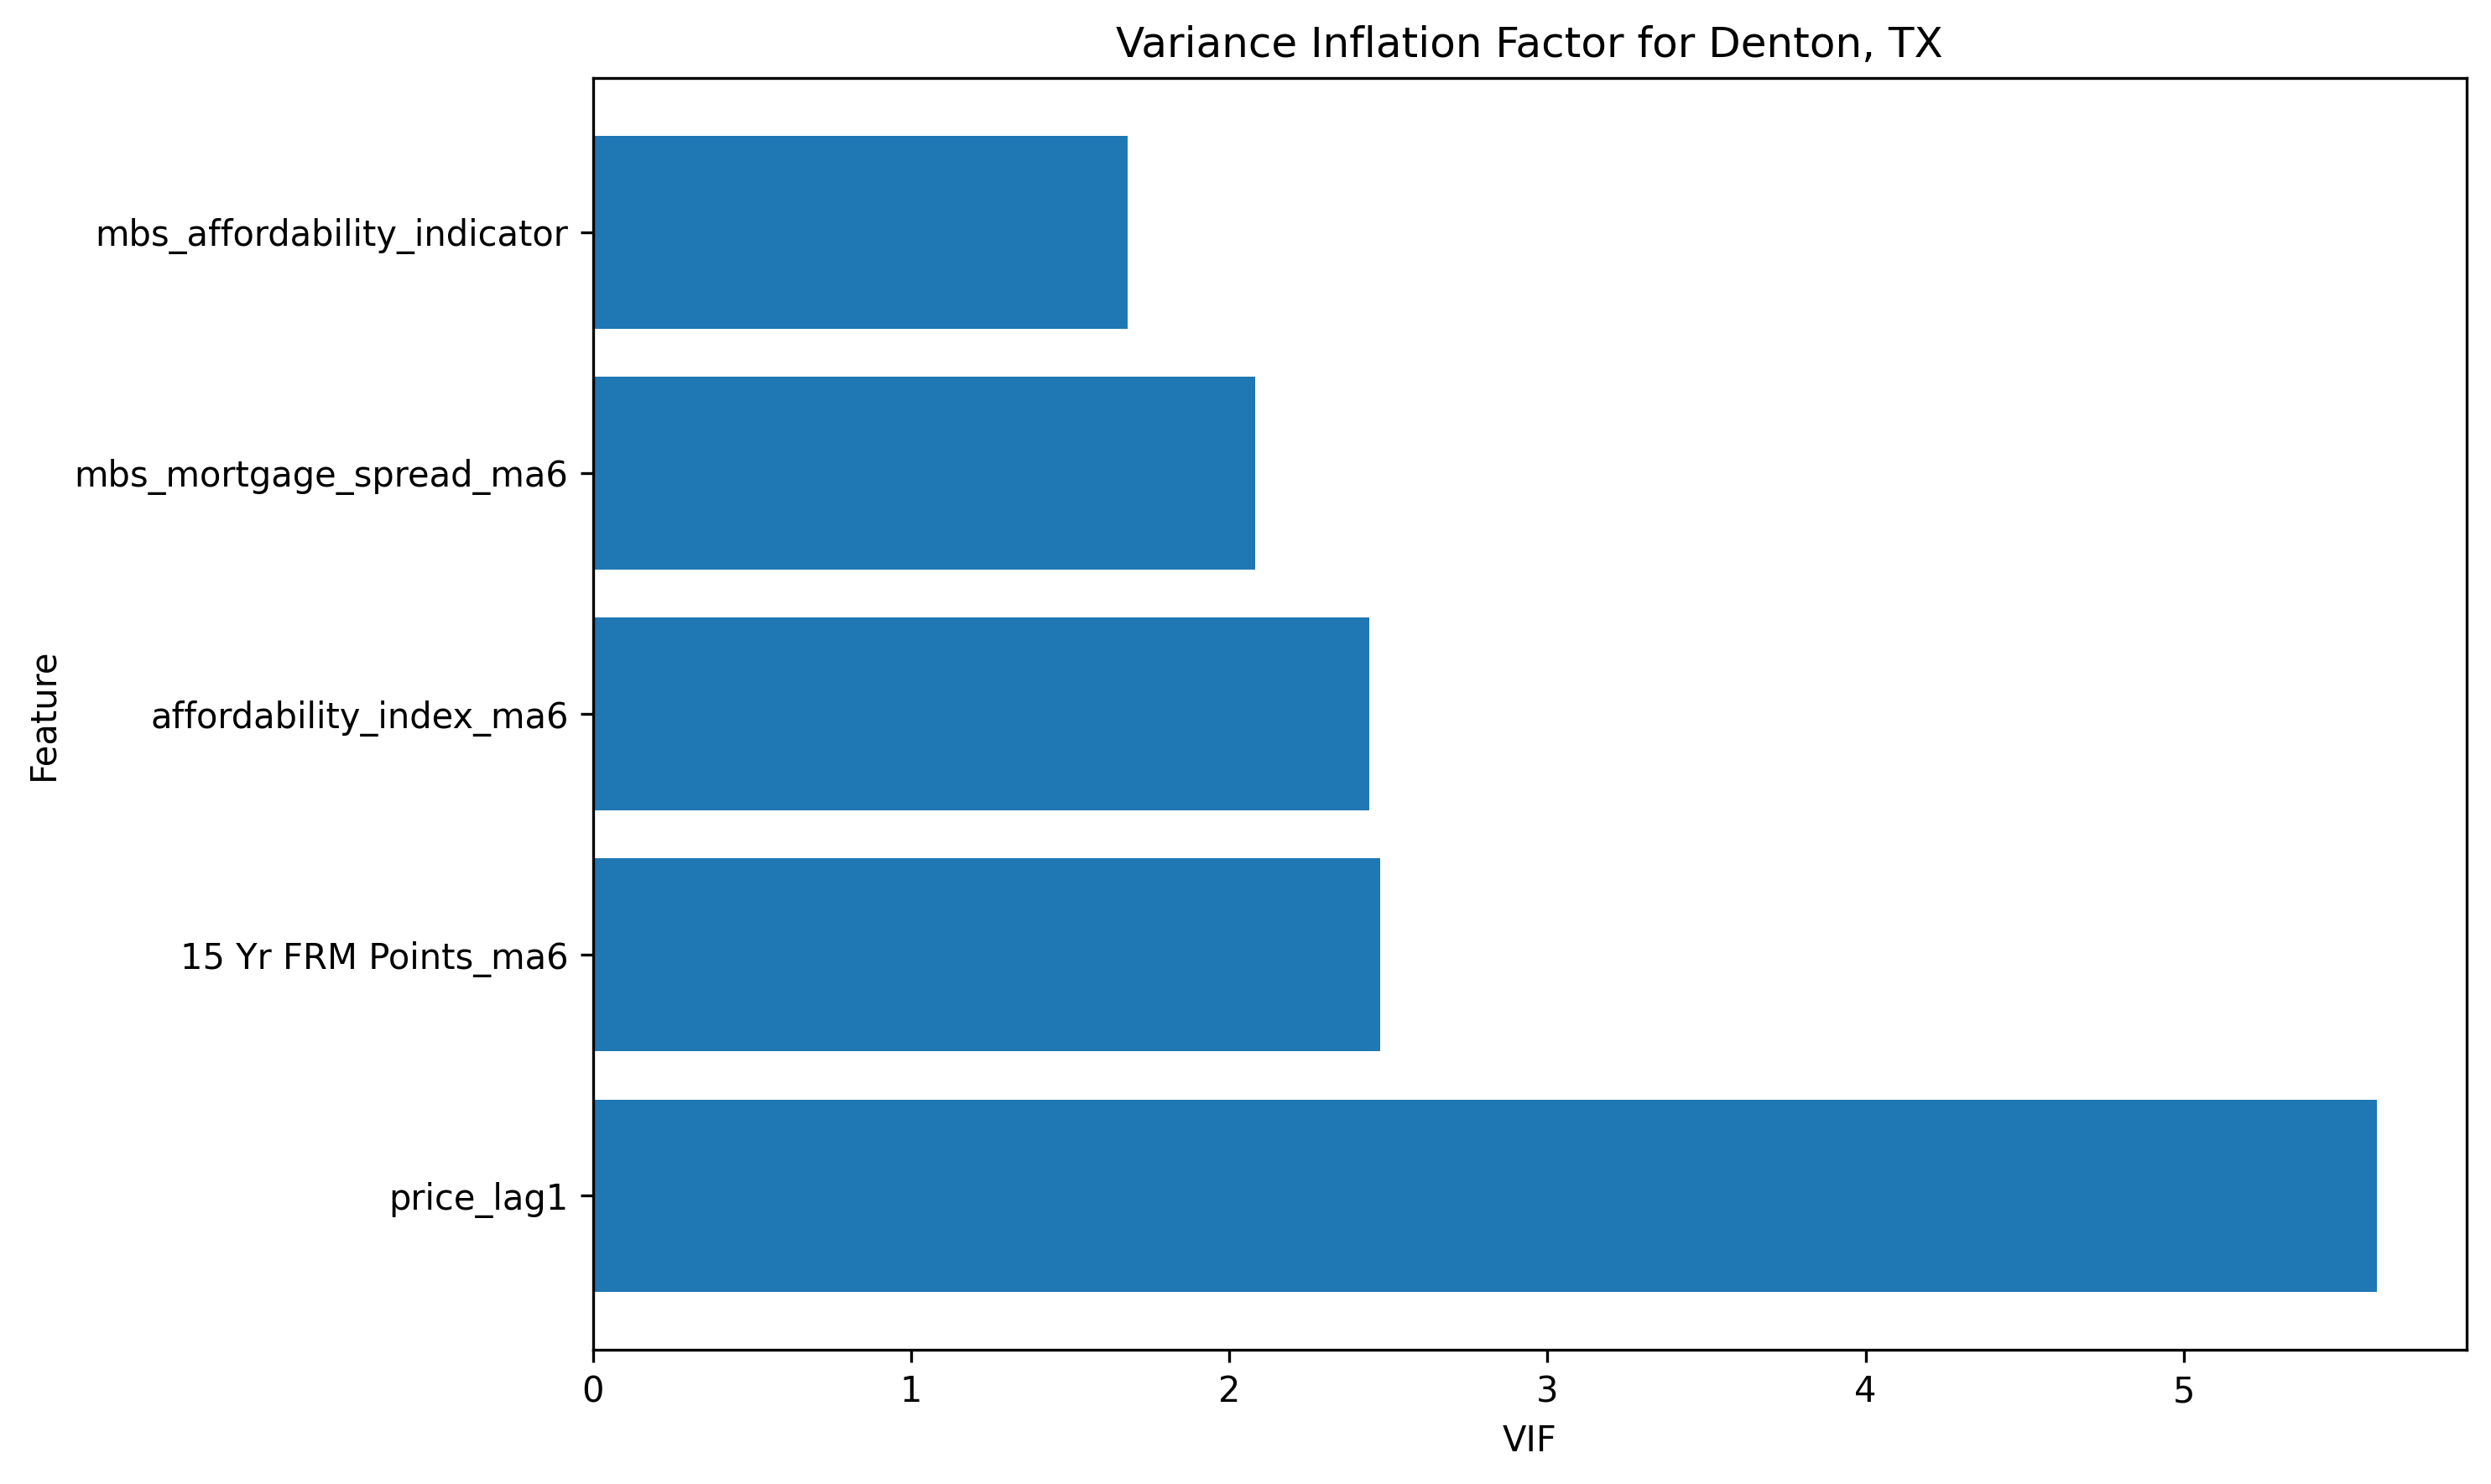 Variance Inflation Factor for Denton, TX
mbs_affordability_indicator
mbs_mortgage_spread_ma6
affordability_index_ma6
15 Yr FRM Points_ma6
price_lag1
Feature
0 1 2 3 4 5
VIF